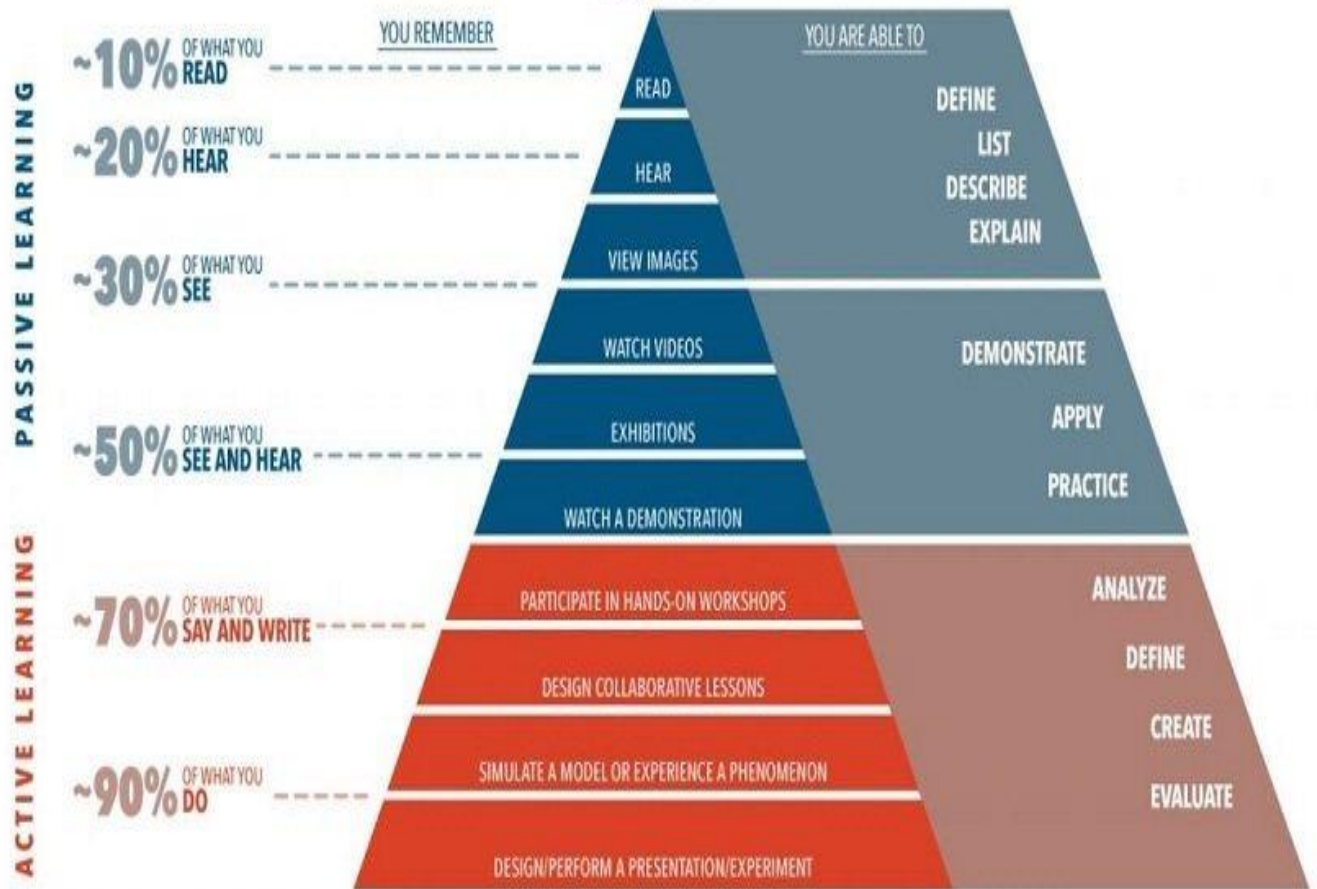 PASSIVE LEARNING
ACTIVE LEARNING
YOU REMEMBER
~10% OF WHAT YOU
READ
~20% OF WHAT YOU
HEAR
~30% OF WHAT YOU
SEE
~50% OF WHAT YOU
SEE AND HEAR
~70% OF WHAT YOU
SAY AND WRITE
~90% OF WHAT YOU
DO
READ
HEAR
VIEW IMAGES
WATCH VIDEOS
EXHIBITIONS
WATCH A DEMONSTRATION
PARTICIPATE IN HANDS-ON WORKSHOPS
DESIGN COLLABORATIVE LESSONS
SIMULATE A MODEL OR EXPERIENCE A PHENOMENON
DESIGN/PERFORM A PRESENTATION/EXPERIMENT
YOU ARE ABLE TO
DEFINE
LIST
DESCRIBE
EXPLAIN
DEMONSTRATE
APPLY
PRACTICE
ANALYZE
DEFINE
CREATE
EVALUATE